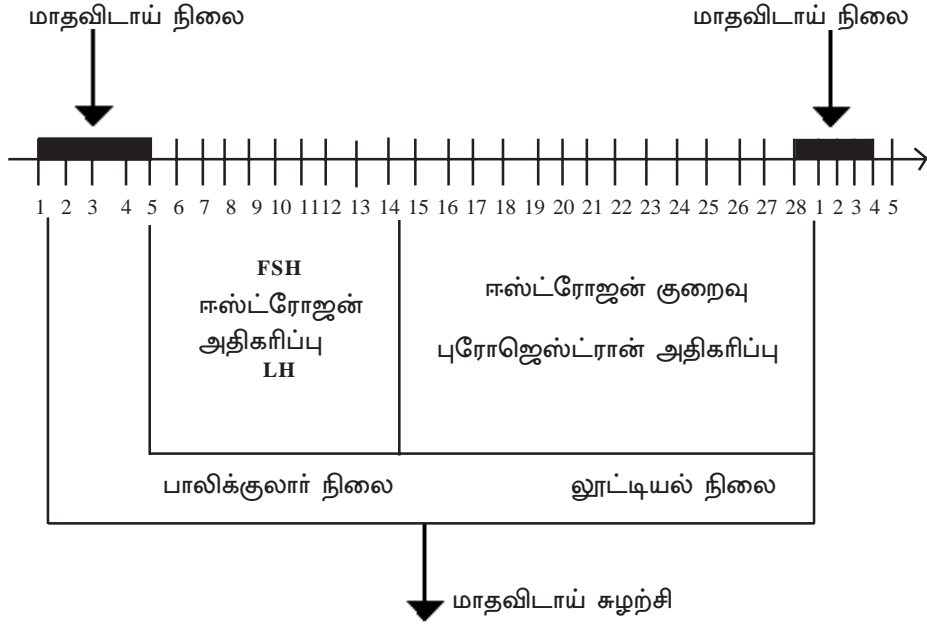 மாதவிடாய் நிலை மாதவிடாய் நிலை
1 2 3 4 5 6 7 8 9 10 11 12 13 14 15 16 17 18 19 20 21 22 23 24 25 26 27 28 1 2 3 4 5
FSH
ஈஸ்ட்ரோஜன்
அதிகரிப்பு
LH
ஈஸ்ட்ரோஜன் குறைவு
புரோஜெஸ்ட்ரான் அதிகரிப்பு
பாலிக்குலார் நிலை லூட்டியல் நிலை
மாதவிடாய் சுழற்சி